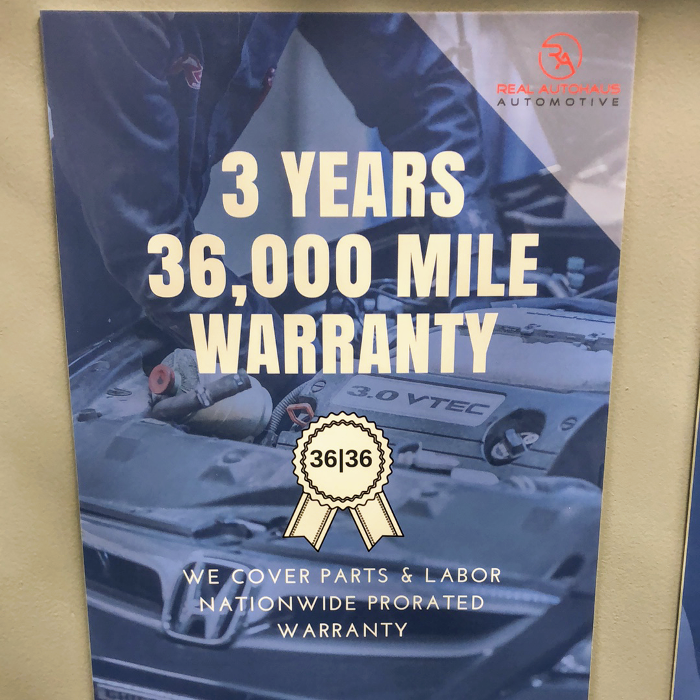 REAL AUTOHAUS
AUTOMOTIVE
3 YEARS
36,000 MILE
WARRANTY
3.0 VTEC
36|36
WE COVER PARTS & LABOR
NATIONWIDE PRORATED
WARRANTY